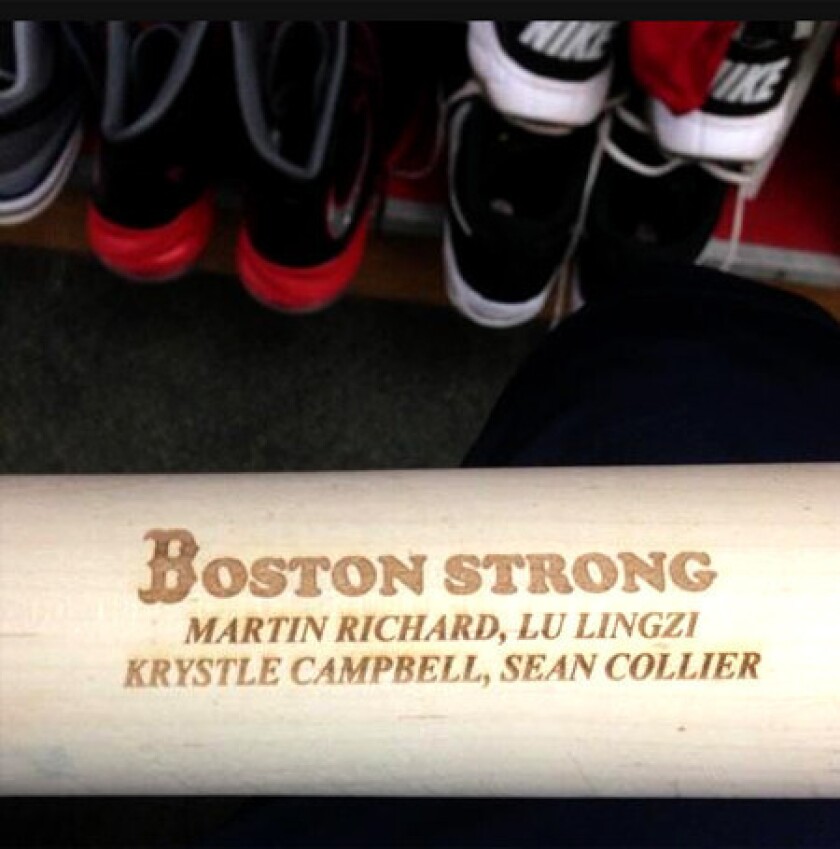 NIKE
NIKE
BOSTON STRONG
MARTIN RICHARD, LU LINGZI
KRYSTLE CAMPBELL, SEAN COLLIER